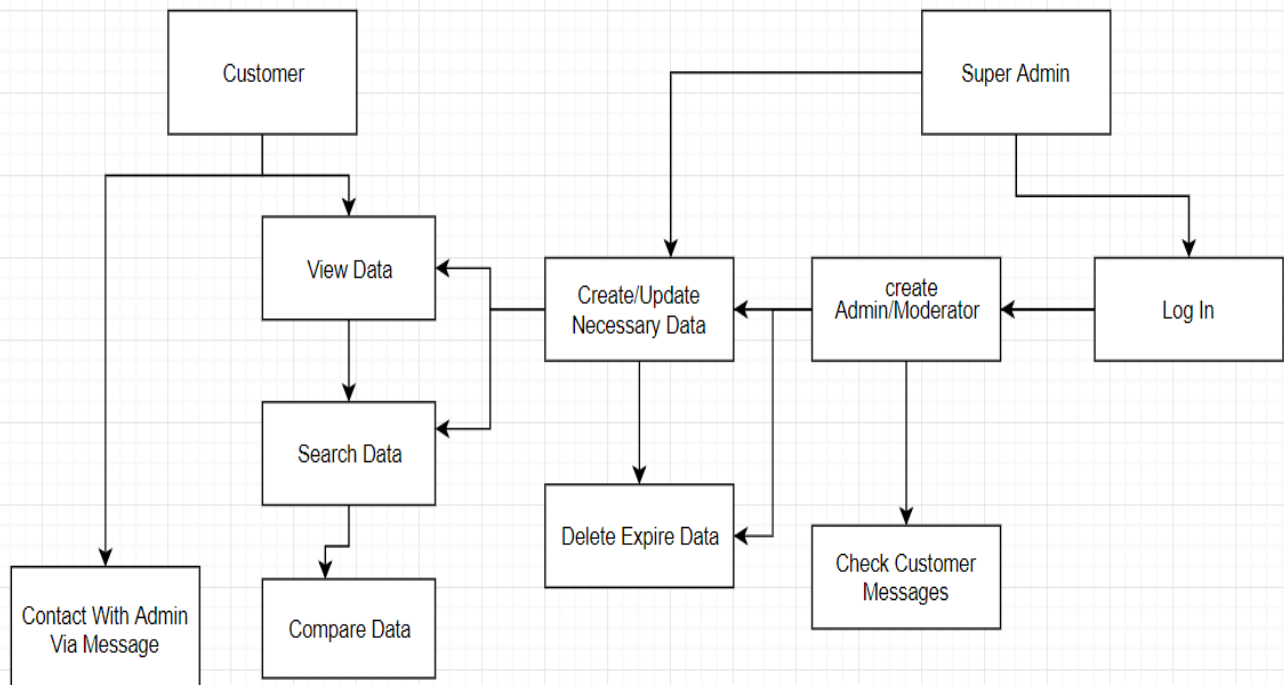 Customer
Super Admin
View Data
Create/Update
Necessary Data
create
Admin/Moderator
Log In
Search Data
Delete Expire Data
Check Customer
Messages
Contact With Admin
Via Message
Compare Data